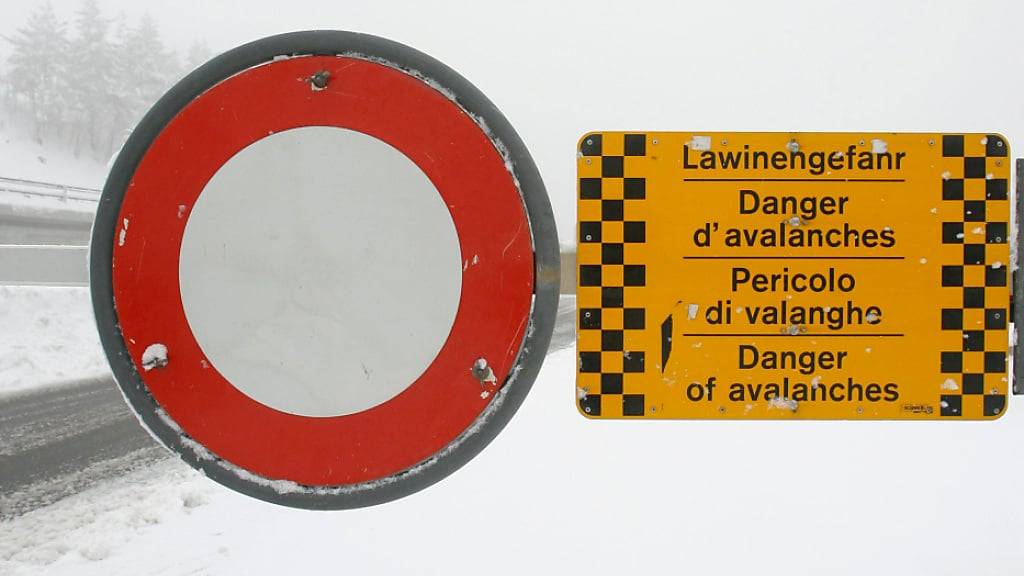 Lawinengefahr
Danger
d'avalanches
Pericolo
di valanghe
Danger
of avalanches